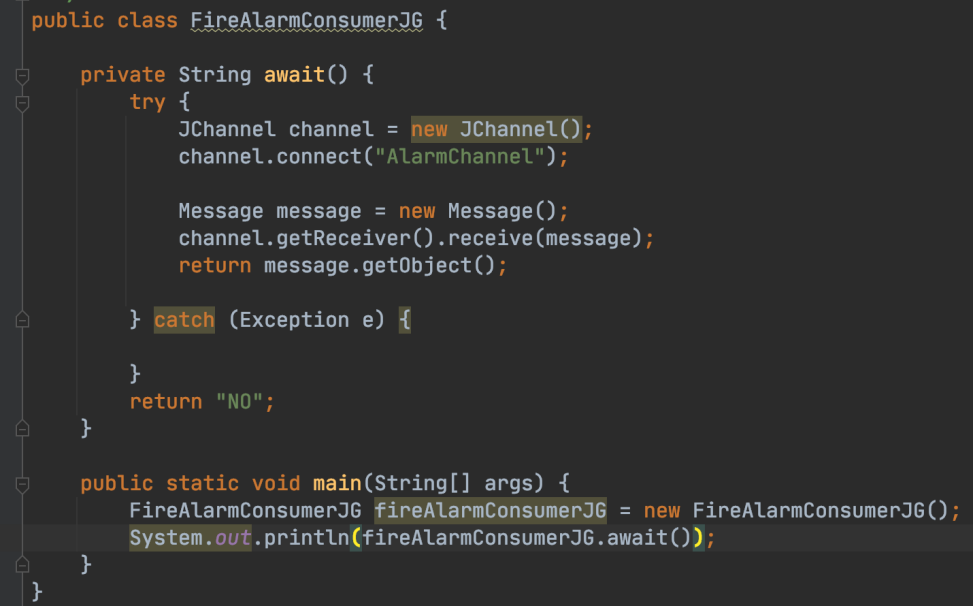 public class FireAlarmConsumerJG {
private String await() {
try {
JChannel channel = new JChannel();
channel.connect("AlarmChannel");
Message message = new Message();
channel.getReceiver().receive(message);
return message.getObject();
} catch (Exception e) {
}
return "NO";
}
public static void main(String[] args) {
FireAlarmConsumerJG fireAlarmConsumerJG = new FireAlarmConsumerJG();
System.out.println(fireAlarmConsumerJG.await());
}
}